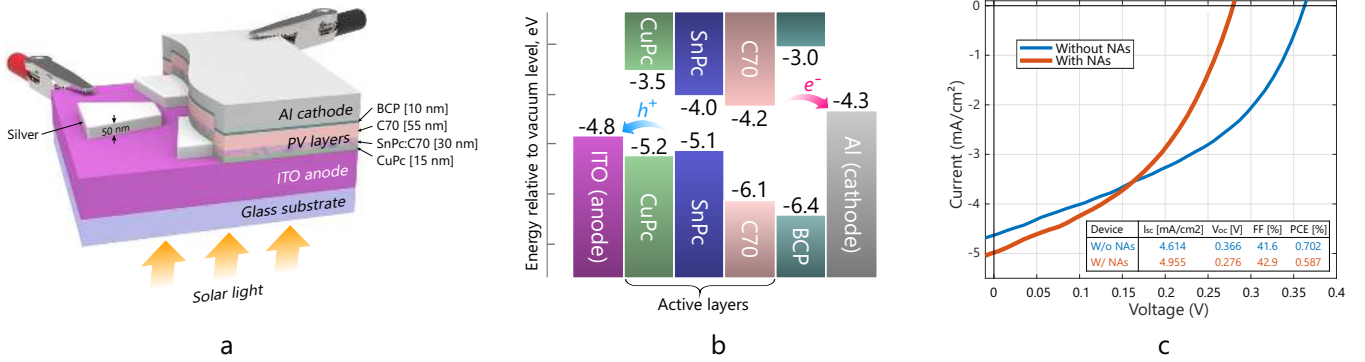 Silver
50 nm
Al cathode
PV layers
ITO anode
Glass substrate
BCP [10 nm]
C70 [55 nm]
SnPc:C70 [30 nm]
CuPc [15 nm]
Solar light
a
Energy relative to vacuum level, eV
CuPc
SnPc
C70
-3.5
-4.0
-4.2
-3.0
h+
e−
-4.8
-5.2
-5.1
-6.1
-6.4
-4.3
ITO (anode)
CuPc
SnPc
C70
BCP
Al (cathode)
Active layers
b
Current (mA/cm²)
0
-1
-2
-3
-4
-5
Without NAs
With NAs
Device Isc [mA/cm2] Voc [V] FF [%] PCE [%]
W/o NAs 4.614 0.366 41.6 0.702
W/ NAs 4.955 0.276 42.9 0.587
0 0.05 0.1 0.15 0.2 0.25 0.3 0.35 0.4
Voltage (V)
c